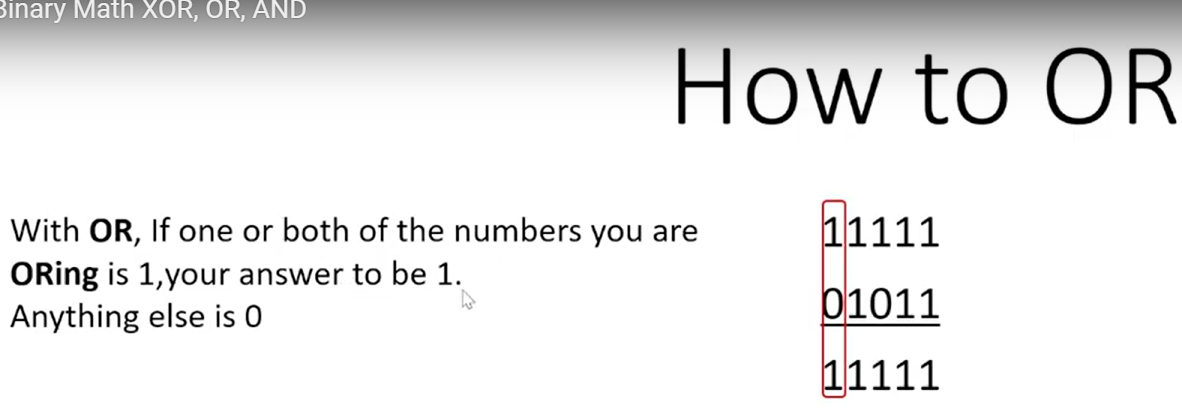 Binary Math XOR, OR, AND
How to OR
With OR, If one or both of the numbers you are
ORing is 1,your answer to be 1.
Anything else is 0
11111
01011
11111